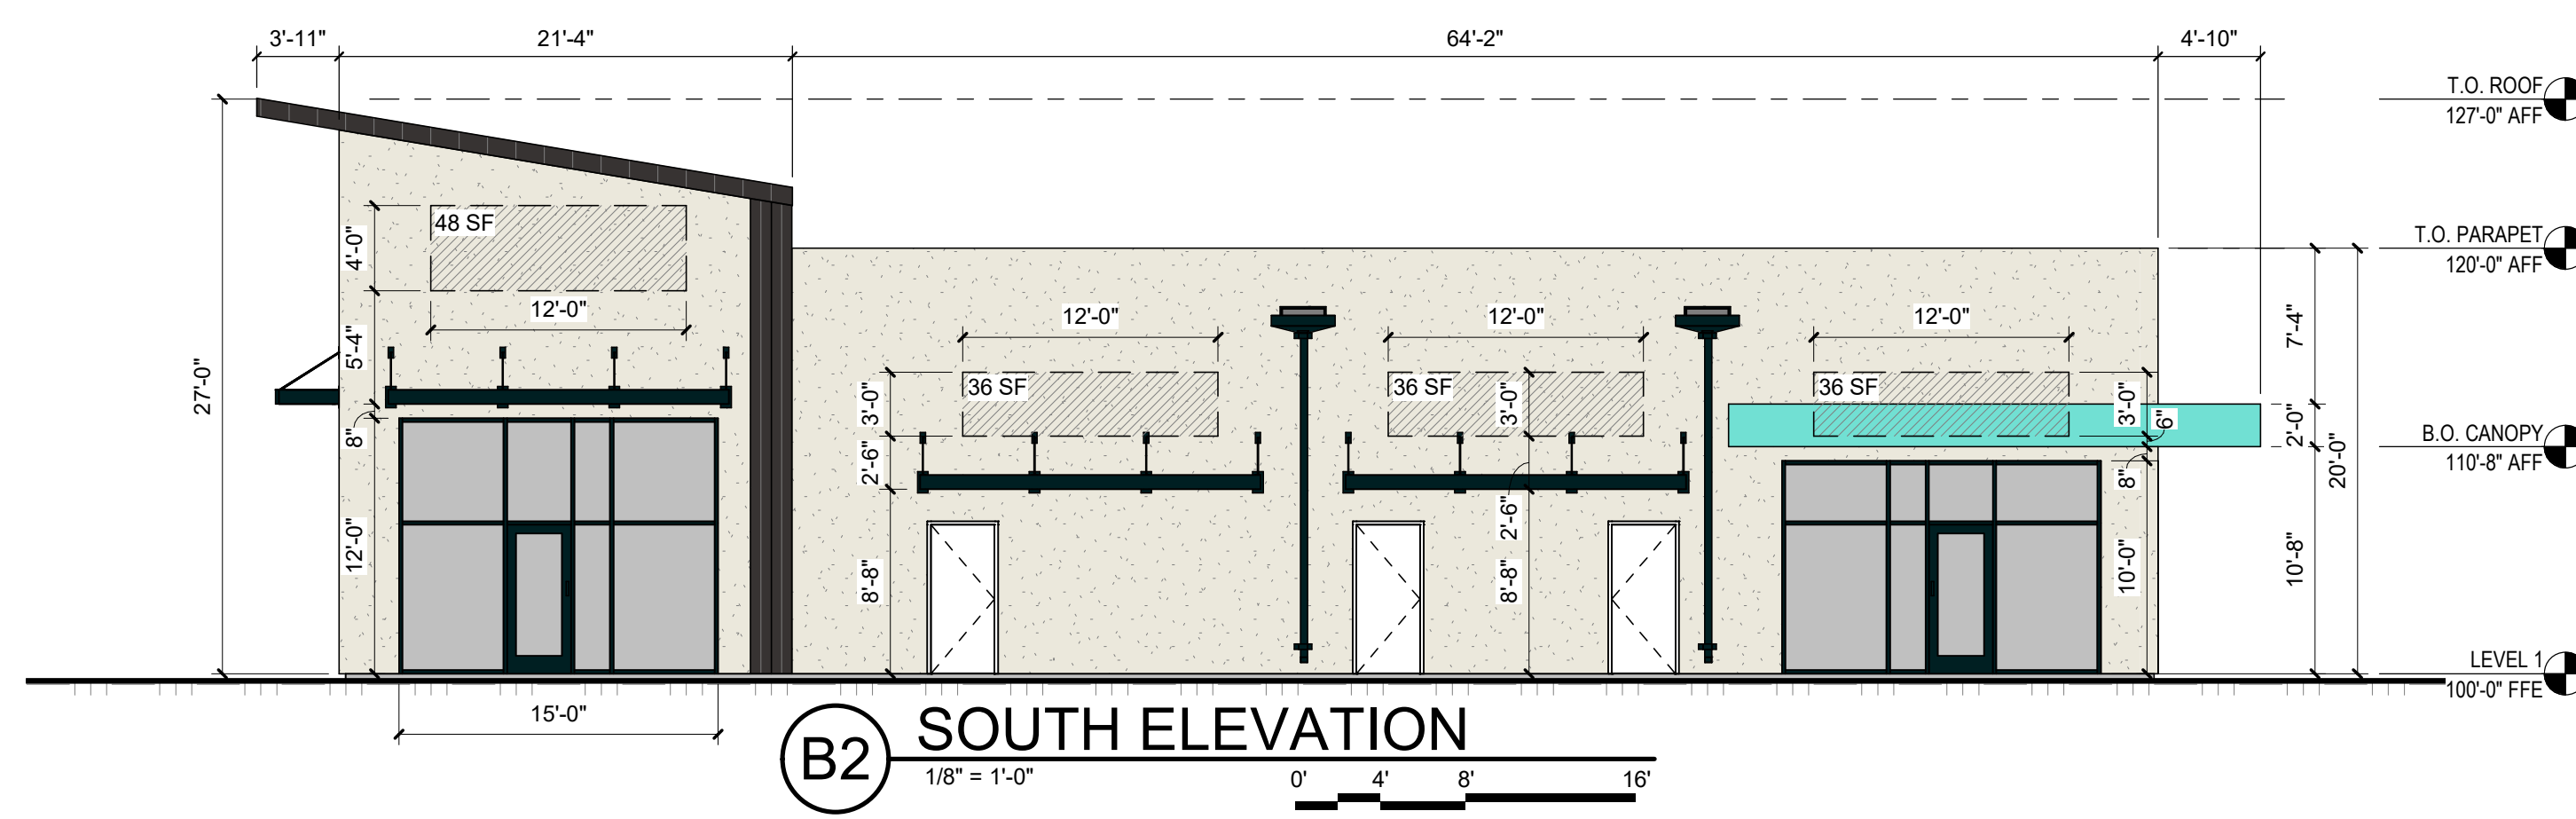 3'-11"
21'-4"
64'-2"
4'-10"
T.O. ROOF
127'-0" AFF
48 SF
4'-0"
12'-0"
5'-4"
27'-0"
8"
12'-0"
15'-0"
T.O. PARAPET
120'-0" AFF
12'-0"
12'-0"
12'-0"
7'-4"
36 SF
3'-0"
36 SF
3'-0"
36 SF
3'-0"
6"
2'-0"
2'-6"
B.O. CANOPY
110'-8" AFF
20'-0"
8"
2'-6"
8'-8"
8'-8"
10'-0"
10'-8"
LEVEL 1
100'-0" FFE
B2
SOUTH ELEVATION
1/8" = 1'-0"
0' 4' 8' 16'